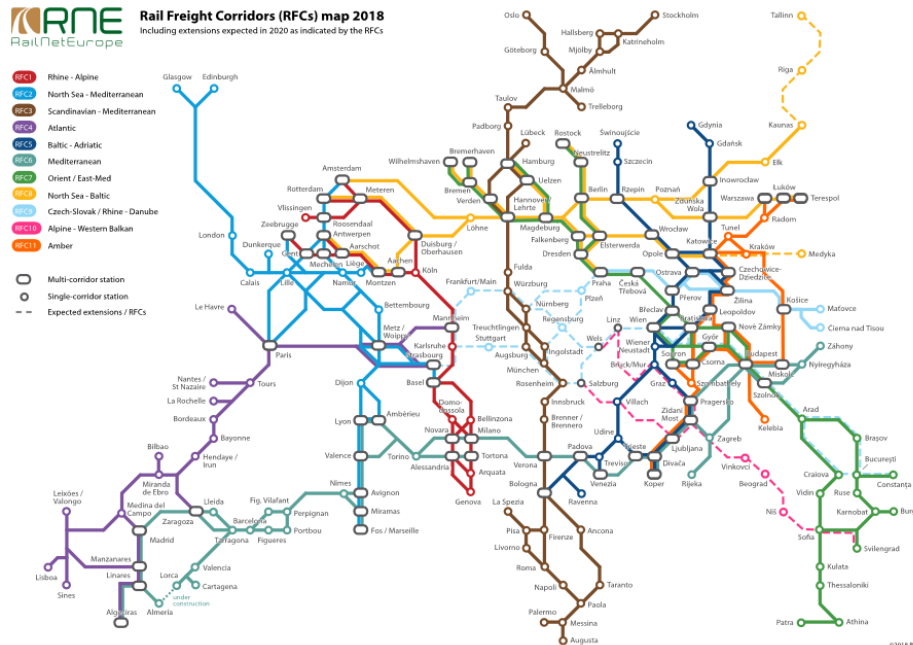 RNE
RailNetEurope
Rail Freight Corridors (RFCs) map 2018
Including extensions expected in 2020 as indicated by the RFCs
RFC1 Rhine - Alpine
RFC2 North Sea - Mediterranean
RFC3 Scandinavian - Mediterranean
RFC4 Atlantic
RFC5 Baltic - Adriatic
RFC6 Mediterranean
RFC7 Orient / East-Med
RFC8 North Sea - Baltic
RFC9 Czech-Slovak / Rhine - Danube
RFC10 Alpine - Western Balkan
RFC11 Amber
Multi-corridor station
Single-corridor station
Expected extensions / RFCs
Oslo
Stockholm
Tallinn
Hallsberg
Katrineholm
Göteborg
Mjölby
Glasgow
Edinburgh
Älmhult
Riga
Malmö
Taulov
Trelleborg
Padborg
Lübeck
Rostock
Świnoujście
Gdynia
Kaunas
Wilhelmshaven
Bremerhaven
Hamburg
Neustrelitz
Szczecin
Gdańsk
Ełk
Amsterdam
Bremen
Uelzen
Inowrocław
Rotterdam
Meteren
Verden
Hannover/
Lehrte
Berlin
Rzepin
Poznań
Zduńska
Wola
Warszawa
Łuków
Terespol
Vlissingen
Roosendaal
Magdeburg
Radom
Zeebrugge
Antwerpen
Löhne
Falkenberg
Elsterwerda
Wrocław
Tunel
London
Dunkerque
Gent
Mechelen
Aarschot
Duisburg /
Oberhausen
Dresden
Opole
Katowice
Kraków
Medyka
Calais
Lille
Liège
Namur
Montzen
Aachen
Köln
Fulda
Praha
Česká
Třebová
Ostrava
Czechowice-
Dziedzice
Le Havre
Bettembourg
Frankfurt/Main
Würzburg
Nürnberg
Plzeň
Přerov
Žilina
Košice
Maťovce
Metz /
Woippy
Mannheim
Treuchtlingen
Stuttgart
Regensburg
Linz
Wien
Břeclav
Bratislava
Leopoldov
Nové Zámky
Čierna nad Tisou
Paris
Strasbourg
Karlsruhe
Augsburg
Ingolstadt
Wels
Wiener
Neustadt
Győr
Budapest
Záhony
Nantes /
St Nazaire
Tours
Dijon
Basel
München
Rosenheim
Salzburg
Bruck/Mur
Sopron
Csorna
Miskolc
Nyíregyháza
La Rochelle
Domo-
dossola
Bellinzona
Innsbruck
Villach
Graz
Szombathely
Szolnok
Bordeaux
Lyon
Ambérieu
Novara
Milano
Brenner /
Brennero
Zidani
Most
Pragersko
Kelebia
Arad
Bayonne
Valence
Torino
Alessandria
Tortona
Verona
Padova
Udine
Trieste
Ljubljana
Zagreb
Brașov
Bilbao
Hendaye /
Irun
Arquata
Bologna
Treviso
Venezia
Koper
Divača
Rijeka
Vinkovci
București
Miranda
de Ebro
Nîmes
Avignon
Genova
Ravenna
Beograd
Craiova
Constanța
Leixões /
Valongo
Medina del
Campo
Zaragoza
Lleida
Fig. Vilafant
Perpignan
Miramas
La Spezia
Vidin
Ruse
Barcelona
Portbou
Fos / Marseille
Pisa
Firenze
Ancona
Niš
Karnobat
Bur
Madrid
Tarragona
Figueres
Livorno
Sofia
Svilengrad
Manzanares
Valencia
Roma
Kulata
Lisboa
Sines
Linares
Lorca
Cartagena
Napoli
Taranto
Thessaloniki
Algeciras
Almería
under
construction
Palermo
Paola
Messina
Patra
Athina
Augusta